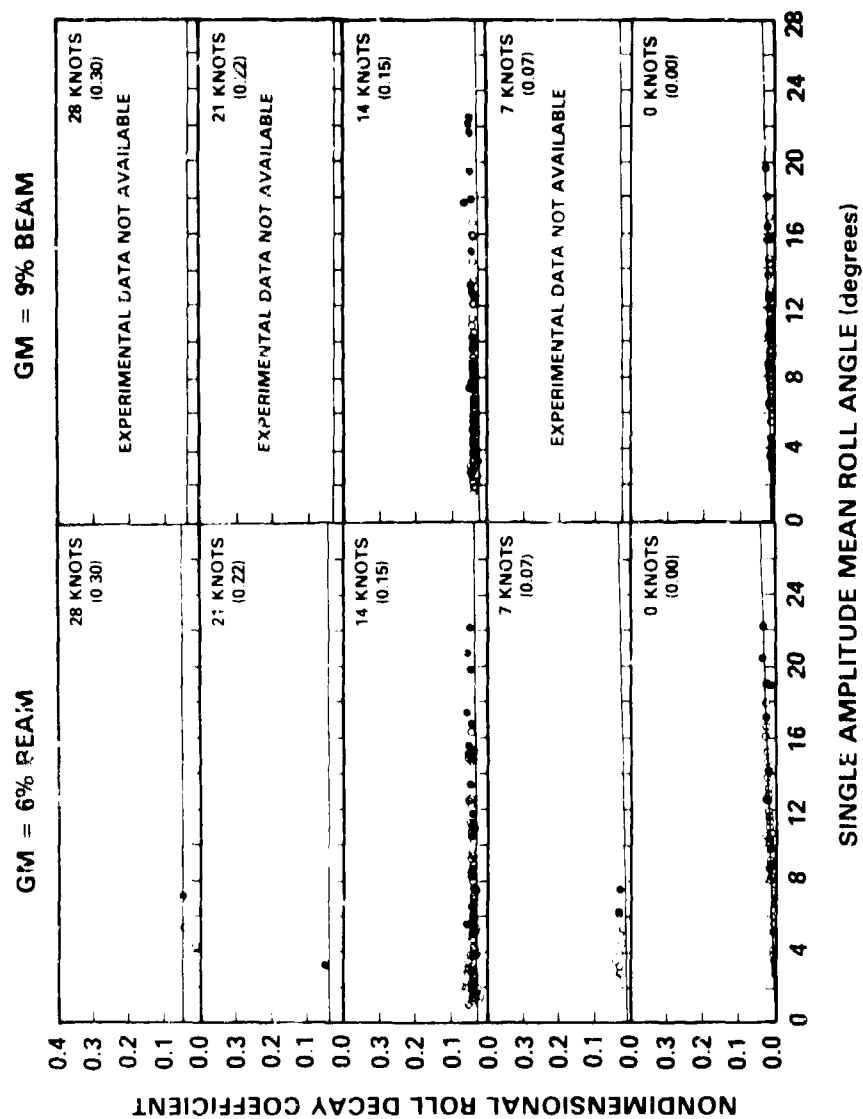 GM = 6% BEAM
GM = 9% BEAM
28 KNOTS
(0.30)
28 KNOTS
(0.30)
EXPERIMENTAL DATA NOT AVAILABLE
21 KNOTS
(0.22)
21 KNOTS
(0.22)
EXPERIMENTAL DATA NOT AVAILABLE
14 KNOTS
(0.15)
14 KNOTS
(0.15)
7 KNOTS
(0.07)
7 KNOTS
(0.07)
EXPERIMENTAL DATA NOT AVAILABLE
0 KNOTS
(0.00)
0 KNOTS
(0.00)
0.4
0.3
0.2
0.1
0.0
0.3
0.2
0.1
0.0
0.3
0.2
0.1
0.0
0.3
0.2
0.1
0.0
0.3
0.2
0.1
0.0
NONDIMENSIONAL ROLL DECAY COEFFICIENT
0 4 8 12 16 20 24 0 4 8 12 16 20 24 28
SINGLE AMPLITUDE MEAN ROLL ANGLE (degrees)